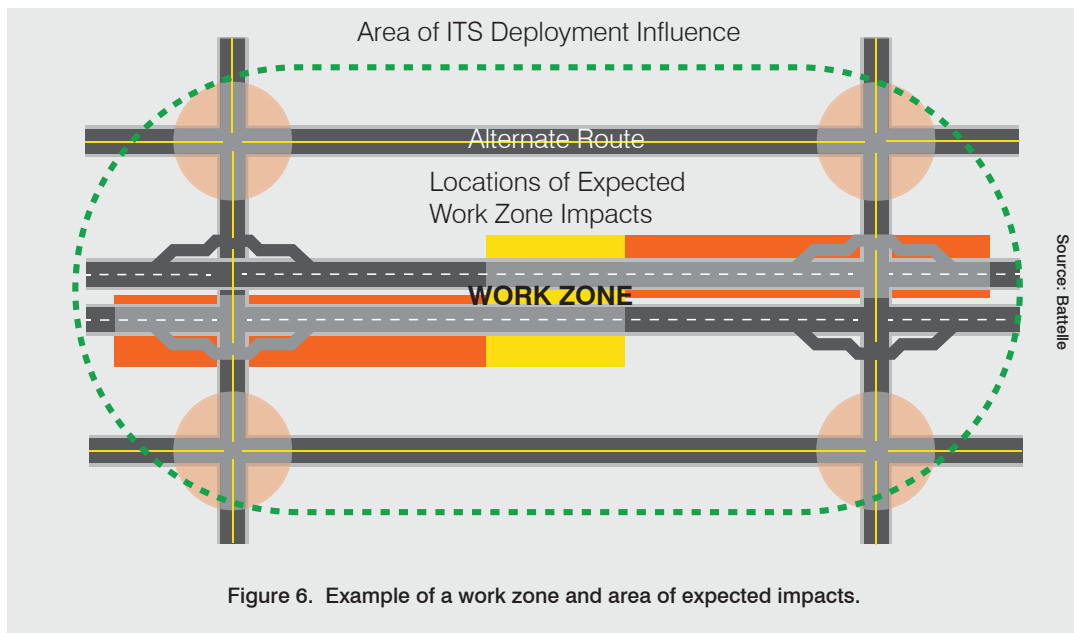 Area of ITS Deployment Influence
Alternate Route
Locations of Expected
Work Zone Impacts
WORK ZONE
Source: Battelle
Figure 6. Example of a work zone and area of expected impacts.